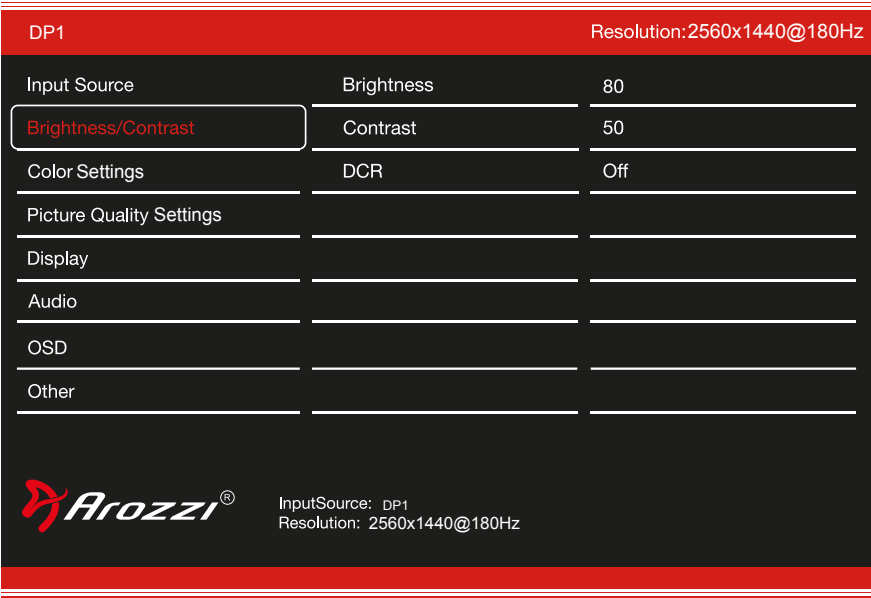 DP1 Resolution:2560x1440@180Hz
Input Source Brightness 80
Brightness/Contrast Contrast 50
Color Settings DCR Off
Picture Quality Settings
Display
Audio
OSD
Other
Arozzi®
InputSource: DP1
Resolution: 2560x1440@180Hz